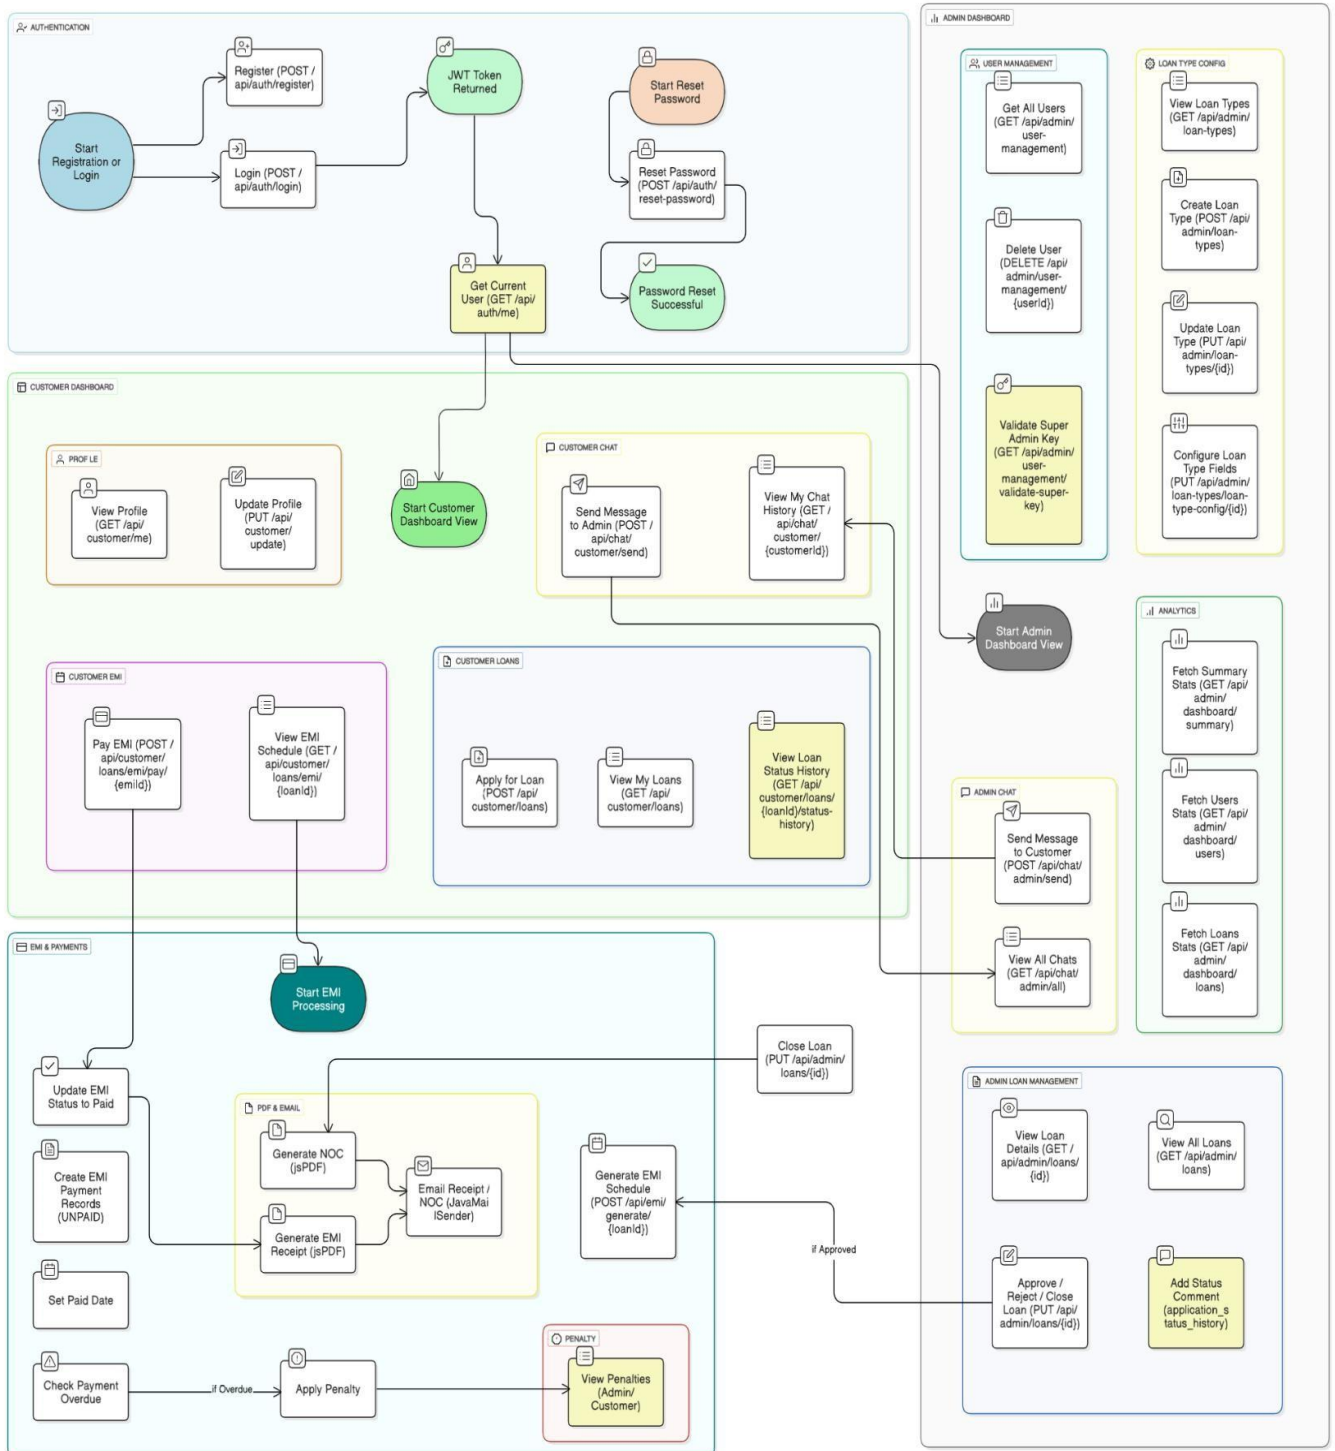 AUTHENTICATION
Register (POST /
api/auth/register)
Start
Registration or
Login
Login (POST /
api/auth/login)
JWT Token
Returned
Get Current
User (GET /api/
auth/me)
Start Reset
Password
Reset Password
(POST /api/auth/
reset-password)
Password Reset
Successful
CUSTOMER DASHBOARD
PROF LE
View Profile
(GET /api/
customer/me)
Update Profile
(PUT /api/
customer/
update)
Start Customer
Dashboard View
CUSTOMER CHAT
Send Message
to Admin (POST /
api/chat/
customer/send)
View My Chat
History (GET /
api/chat/
customer/
{customerId})
CUSTOMER EMI
Pay EMI (POST /
api/customer/
loans/emi/pay/
{emiId})
View EMI
Schedule (GET /
api/customer/
loans/emi/
{loanId})
CUSTOMER LOANS
Apply for Loan
(POST /api/
customer/loans)
View My Loans
(GET /api/
customer/loans)
View Loan
Status History
(GET /api/
customer/loans/
{loanId}/status-
history)
EMI & PAYMENTS
Start EMI
Processing
Update EMI
Status to Paid
Create EMI
Payment
Records
(UNPAID)
Set Paid Date
Check Payment
Overdue
if Overdue
Apply Penalty
PDF & EMAIL
Generate NOC
(jsPDF)
Generate EMI
Receipt (jsPDF)
Email Receipt /
NOC (JavaMai
lSender)
Generate EMI
Schedule
(POST /api/emi/
generate/
{loanId})
PENALTY
View Penalties
(Admin/
Customer)
Close Loan
(PUT /api/admin/
loans/{id})
if Approved
ADMIN DASHBOARD
USER MANAGEMENT
Get All Users
(GET /api/admin/
user-
management)
Delete User
(DELETE /api/
admin/user-
management/
{userId})
Validate Super
Admin Key
(GET /api/admin/
user-
management/
validate-super-
key)
LOAN TYPE CONFIG
View Loan Types
(GET /api/admin/
loan-types)
Create Loan
Type (POST /api/
admin/loan-
types)
Update Loan
Type (PUT /api/
admin/loan-
types/{id})
Configure Loan
Type Fields
(PUT /api/admin/
loan-types/loan-
type-config/{id})
Start Admin
Dashboard View
ANALYTICS
Fetch Summary
Stats (GET /api/
admin/
dashboard/
summary)
Fetch Users
Stats (GET /api/
admin/
dashboard/
users)
Fetch Loans
Stats (GET /api/
admin/
dashboard/
loans)
ADMIN CHAT
Send Message
to Customer
(POST /api/chat/
admin/send)
View All Chats
(GET /api/chat/
admin/all)
ADMIN LOAN MANAGEMENT
View Loan
Details (GET /
api/admin/loans/
{id})
View All Loans
(GET /api/admin/
loans)
Approve /
Reject / Close
Loan (PUT /api/
admin/loans/{id})
Add Status
Comment
(application_s
tatus_history)